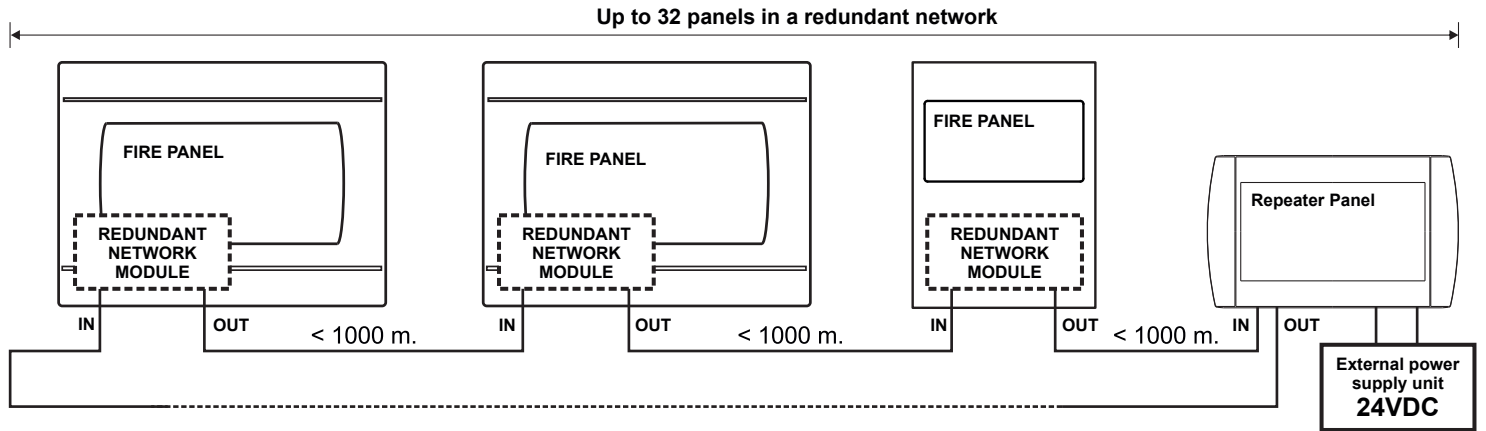 Up to 32 panels in a redundant network
FIRE PANEL
REDUNDANT
NETWORK
MODULE
IN
OUT
< 1000 m.
FIRE PANEL
REDUNDANT
NETWORK
MODULE
IN
OUT
< 1000 m.
FIRE PANEL
REDUNDANT
NETWORK
MODULE
IN
OUT
< 1000 m.
Repeater Panel
IN
OUT
External power
supply unit
24VDC